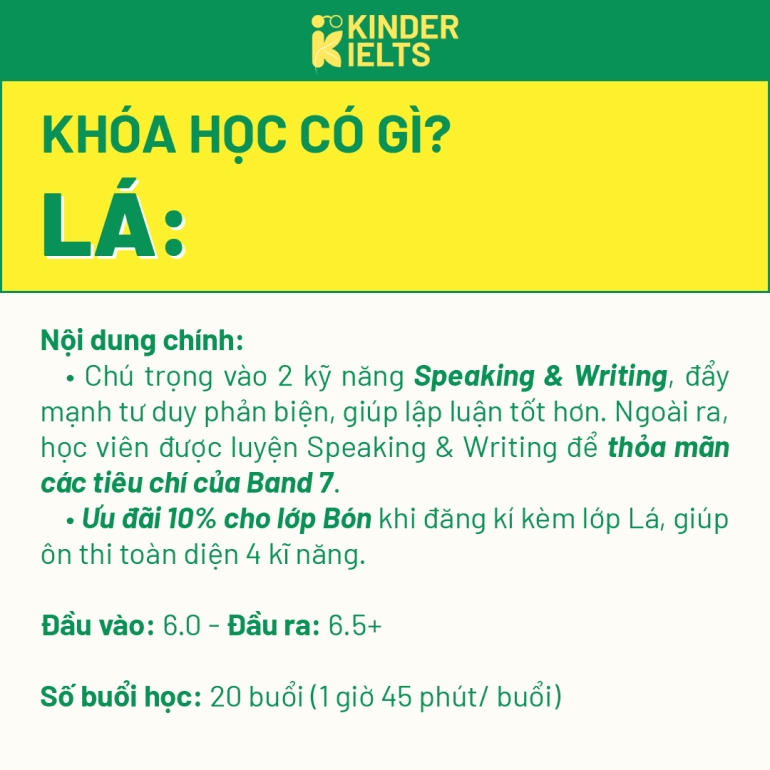 KINDER
IELTS
KHÓA HỌC CÓ GÌ?
LÁ:
Nội dung chính:
• Chú trọng vào 2 kỹ năng Speaking & Writing, đẩy
mạnh tư duy phản biện, giúp lập luận tốt hơn. Ngoài ra,
học viên được luyện Speaking & Writing để thỏa mãn
các tiêu chí của Band 7.
• Ưu đãi 10% cho lớp Bón khi đăng kí kèm lớp Lá, giúp
ôn thi toàn diện 4 kĩ năng.
Đầu vào: 6.0 - Đầu ra: 6.5+
Số buổi học: 20 buổi (1 giờ 45 phút/ buổi)